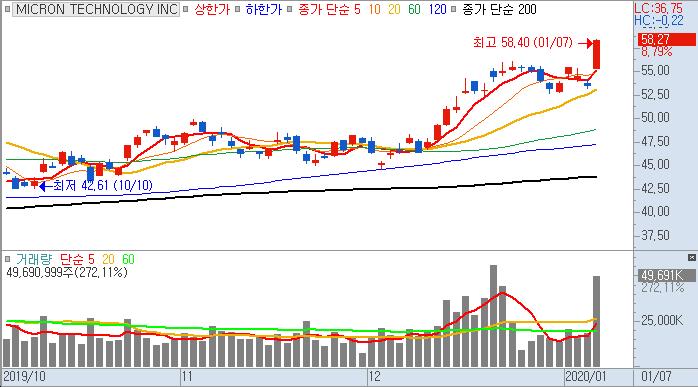 MICRON TECHNOLOGY INC 상한가 하한가 종가 단순 5 10 20 60 120 종가 단순 200
LC:36,75
HC:-0,22
최고 58,40 (01/07)
58,27
8,79%
55,00
52,50
50,00
47,50
45,00
42,50
40,00
37,50
최저 42,61 (10/10)
거래량 단순 5 20 60
49,690,999주(272,11%)
49,691K
272,11%
25,000K
2019/10 11 12 2020/01 01/07